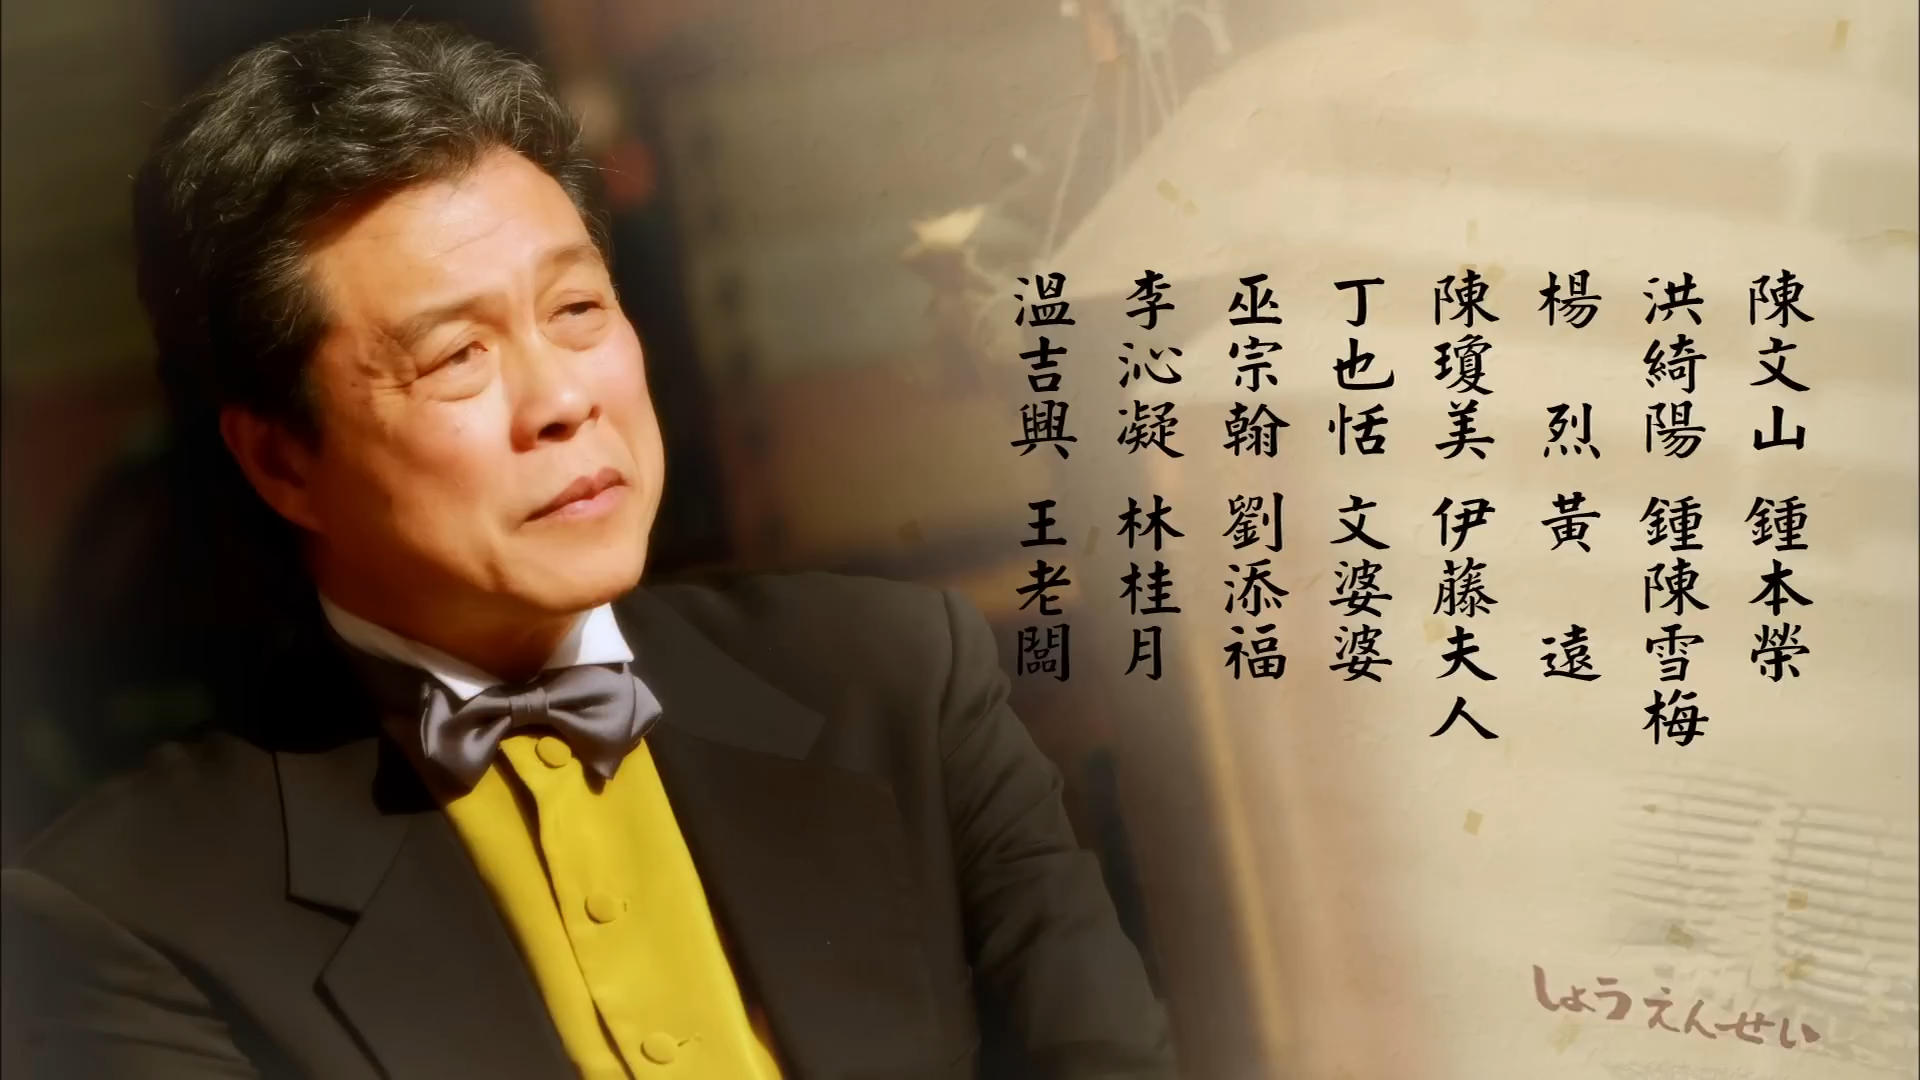 陳文山 鍾本榮
洪綺陽 鍾陳雪梅
楊烈 黃遠
陳瓊美 伊藤夫人
丁也恬 文婆婆
巫宗翰 劉添福
李沁凝 林桂月
溫吉興 王老闆
しょうえんせい